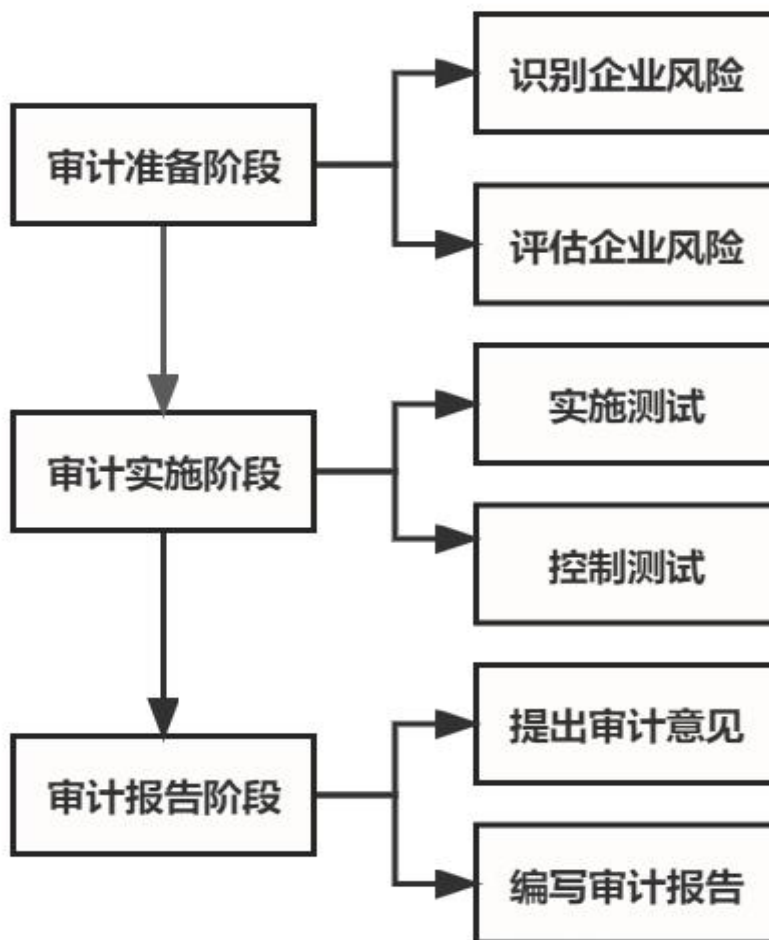 审计准备阶段
识别企业风险
评估企业风险
审计实施阶段
实施测试
控制测试
审计报告阶段
提出审计意见
编写审计报告